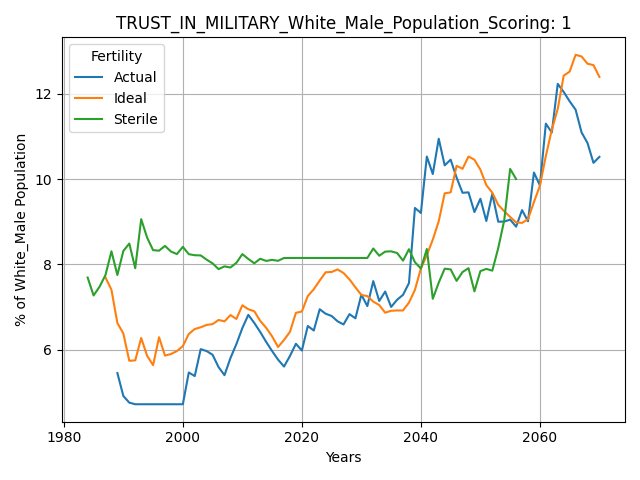 TRUST_IN_MILITARY_White_Male_Population_Scoring: 1
Fertility
Actual
Ideal
Sterile
% of White_Male Population
12
10
8
6
1980 2000 2020 2040 2060
Years